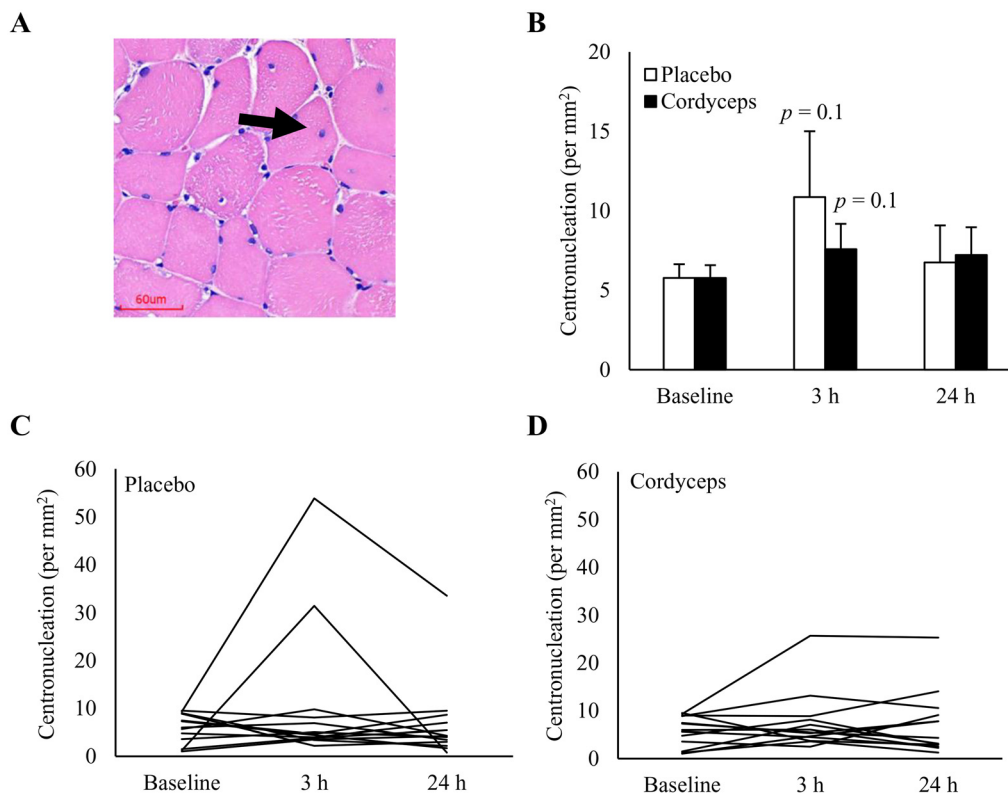 A
60um
B
Centronucleation (per mm²)
20
15
10
5
0
Placebo
Cordyceps
p = 0.1
p = 0.1
Baseline 3 h 24 h
C
Centronucleation (per mm²)
60
50
40
30
20
10
0
Placebo
Baseline 3 h 24 h
D
Centronucleation (per mm²)
60
50
40
30
20
10
0
Cordyceps
Baseline 3 h 24 h